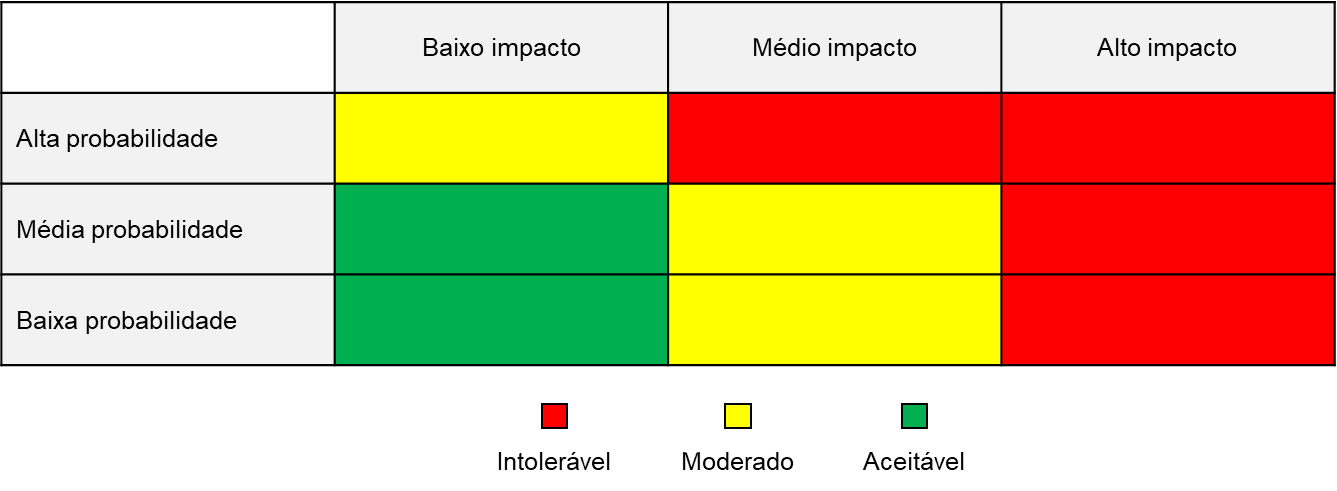 Baixo impacto
Médio impacto
Alto impacto
Alta probabilidade
Média probabilidade
Baixa probabilidade
Intolerável
Moderado
Aceitável